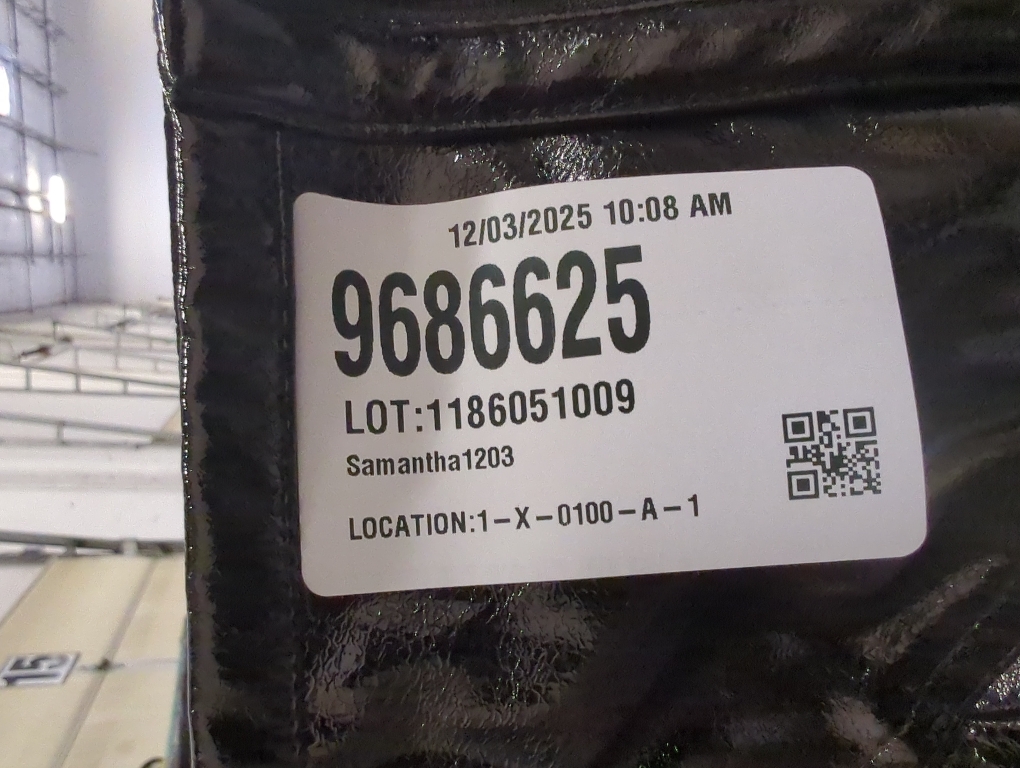 12/03/2025 10:08 AM
9686625
LOT:1186051009
Samantha1203
LOCATION:1-X-0100-A-1
15